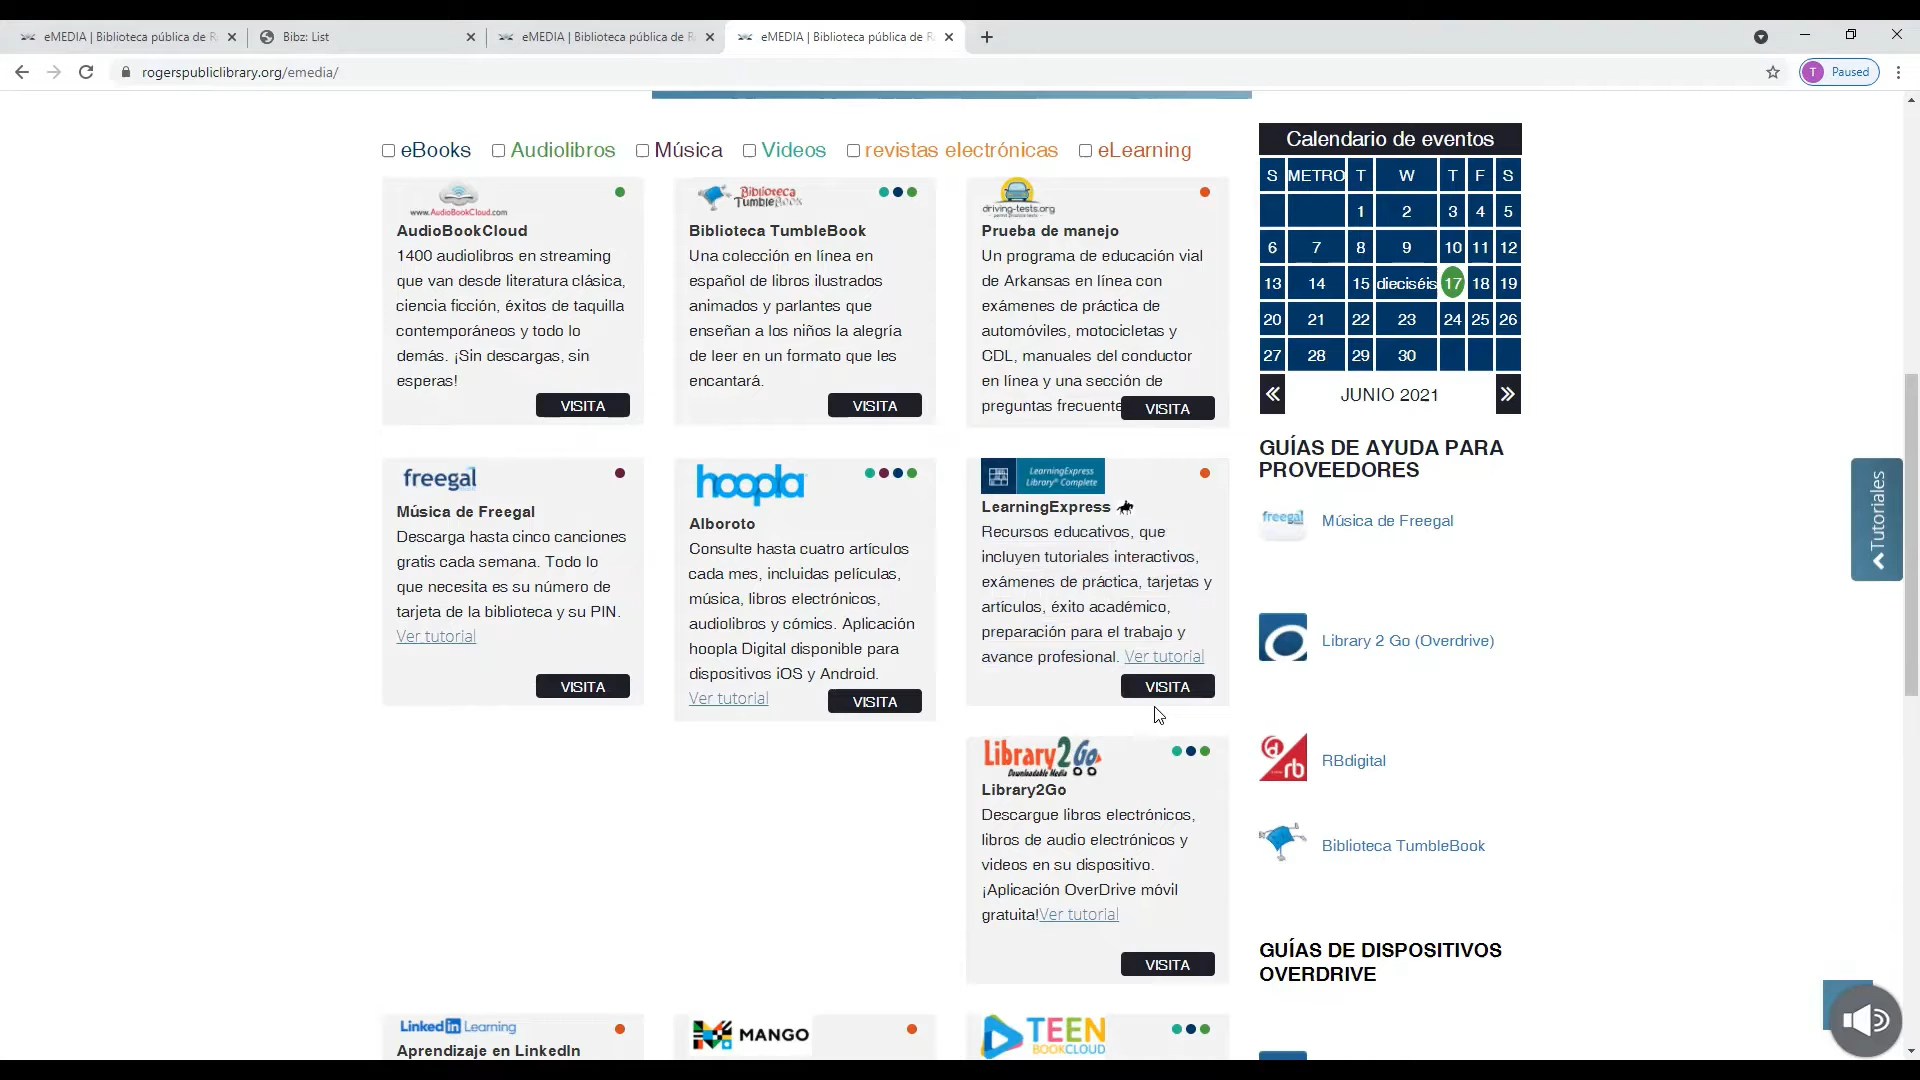 eMEDIA | Biblioteca pública de R
Bibz: List
eMEDIA | Biblioteca pública de R
eMEDIA | Biblioteca pública de R
rogerspubliclibrary.org/emedia/
T Paused
eBooks Audiolibros Música Videos revistas electrónicas eLearning
www.AudioBookCloud.com
AudioBookCloud
1400 audiolibros en streaming
que van desde literatura clásica,
ciencia ficción, éxitos de taquilla
contemporáneos y todo lo
demás. ¡Sin descargas, sin
esperas!
VISITA
Biblioteca
TumbleBook
Biblioteca TumbleBook
Una colección en línea en
español de libros ilustrados
animados y parlantes que
enseñan a los niños la alegría
de leer en un formato que les
encantará.
VISITA
driving-tests.org
Prueba de manejo
Un programa de educación vial
de Arkansas en línea con
exámenes de práctica de
automóviles, motocicletas y
CDL, manuales del conductor
en línea y una sección de
preguntas frecuente
VISITA
freegal
Música de Freegal
Descarga hasta cinco canciones
gratis cada semana. Todo lo
que necesita es su número de
tarjeta de la biblioteca y su PIN.
Ver tutorial
VISITA
hoopla
Alboroto
Consulte hasta cuatro artículos
cada mes, incluidas películas,
música, libros electrónicos,
audiolibros y cómics. Aplicación
hoopla Digital disponible para
dispositivos iOS y Android.
Ver tutorial
VISITA
LearningExpress
Library® Complete
LearningExpress
Recursos educativos, que
incluyen tutoriales interactivos,
exámenes de práctica, tarjetas y
artículos, éxito académico,
preparación para el trabajo y
avance profesional. Ver tutorial
VISITA
Library2Go
Downloadable Media
Library2Go
Descargue libros electrónicos,
libros de audio electrónicos y
videos en su dispositivo.
¡Aplicación OverDrive móvil
gratuita!Ver tutorial
VISITA
Linked in Learning
Aprendizaje en LinkedIn
MANGO
TEEN
BOOKCLOUD
Calendario de eventos
S METRO T W T F S
1 2 3 4 5
6 7 8 9 10 11 12
13 14 15 dieciséis 17 18 19
20 21 22 23 24 25 26
27 28 29 30
« JUNIO 2021 »
GUÍAS DE AYUDA PARA
PROVEEDORES
freegal
Música de Freegal
Library 2 Go (Overdrive)
d rb
RBdigital
Biblioteca TumbleBook
GUÍAS DE DISPOSITIVOS
OVERDRIVE
Tutoriales